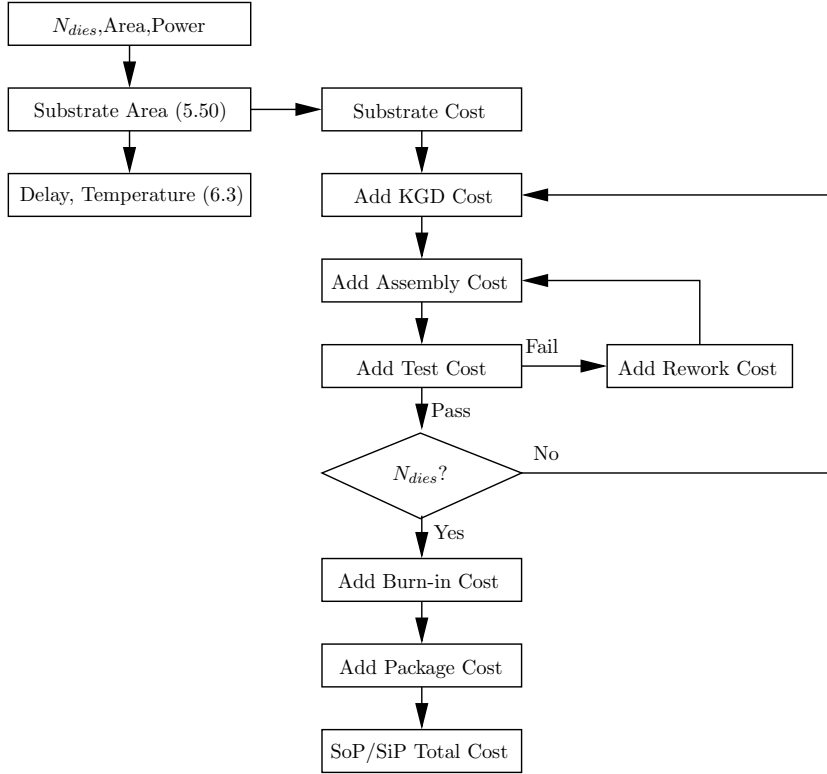 N_dies,Area,Power
Substrate Area (5.50)
Substrate Cost
Delay, Temperature (6.3)
Add KGD Cost
Add Assembly Cost
Add Test Cost
Fail
Add Rework Cost
Pass
N_dies?
No
Yes
Add Burn-in Cost
Add Package Cost
SoP/SiP Total Cost